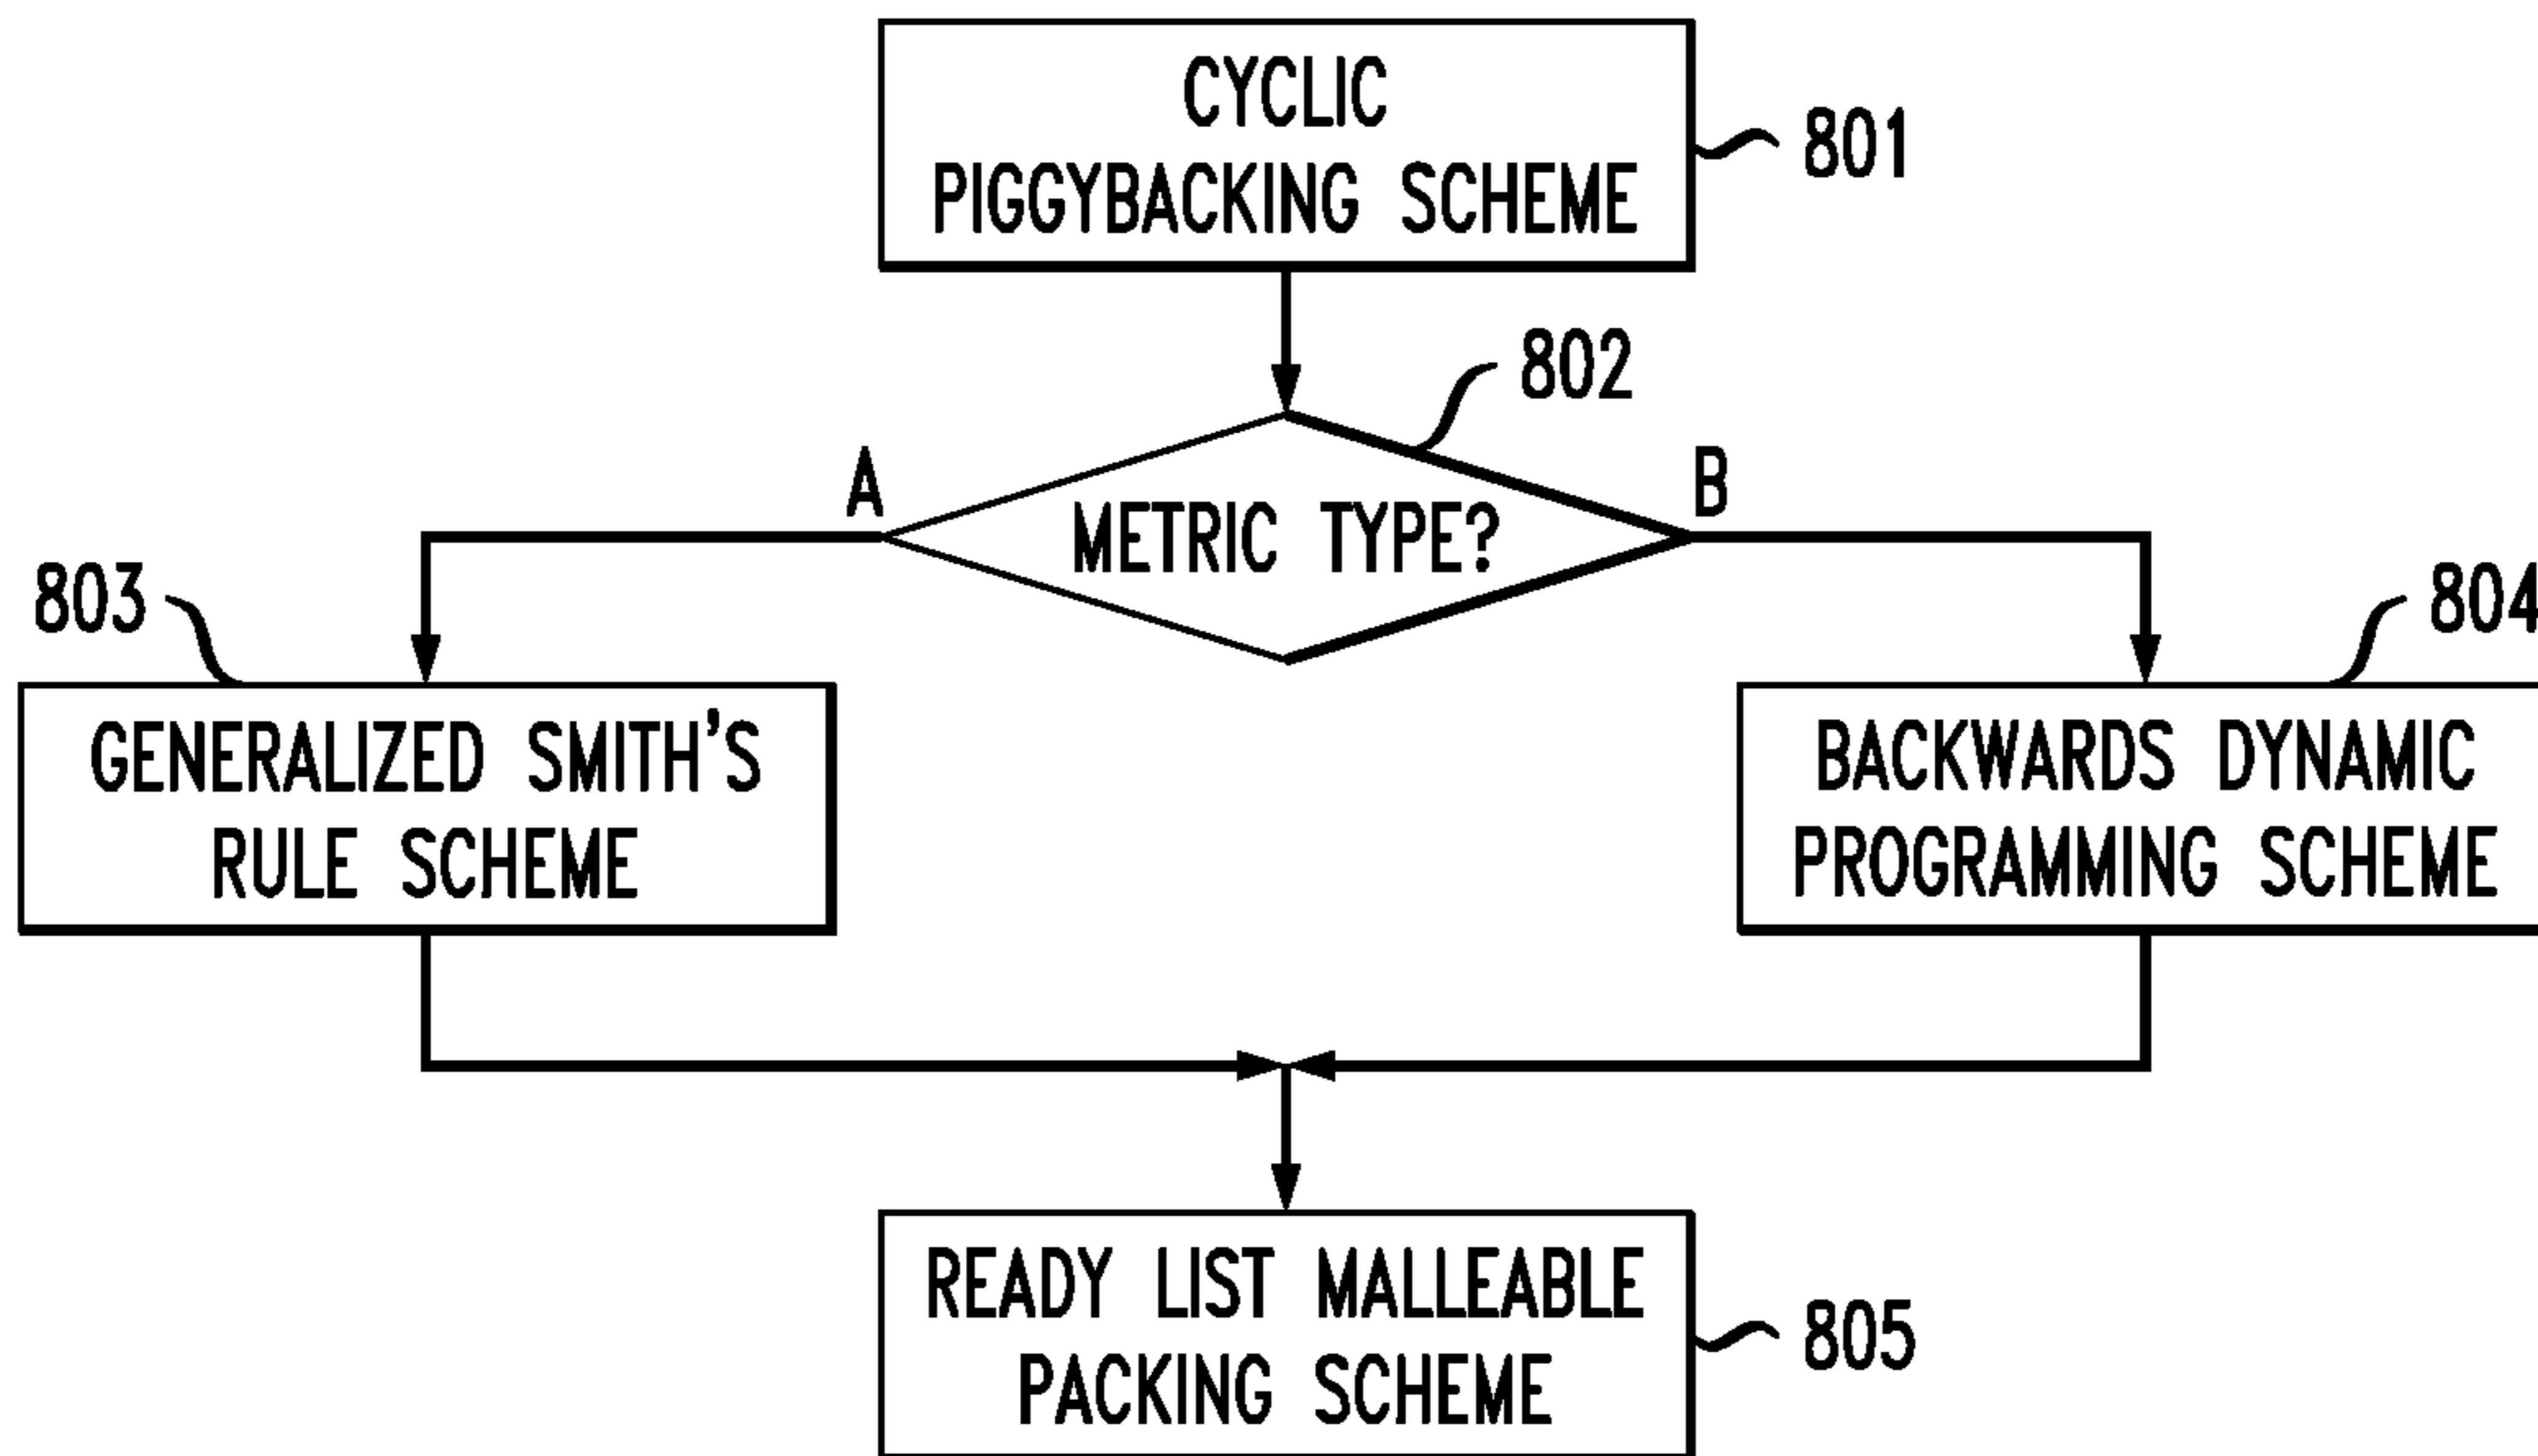 CYCLIC
PIGGYBACKING SCHEME
801
802
A
METRIC TYPE?
B
803
804
GENERALIZED SMITH'S
RULE SCHEME
BACKWARDS DYNAMIC
PROGRAMMING SCHEME
READY LIST MALLEABLE
PACKING SCHEME
805